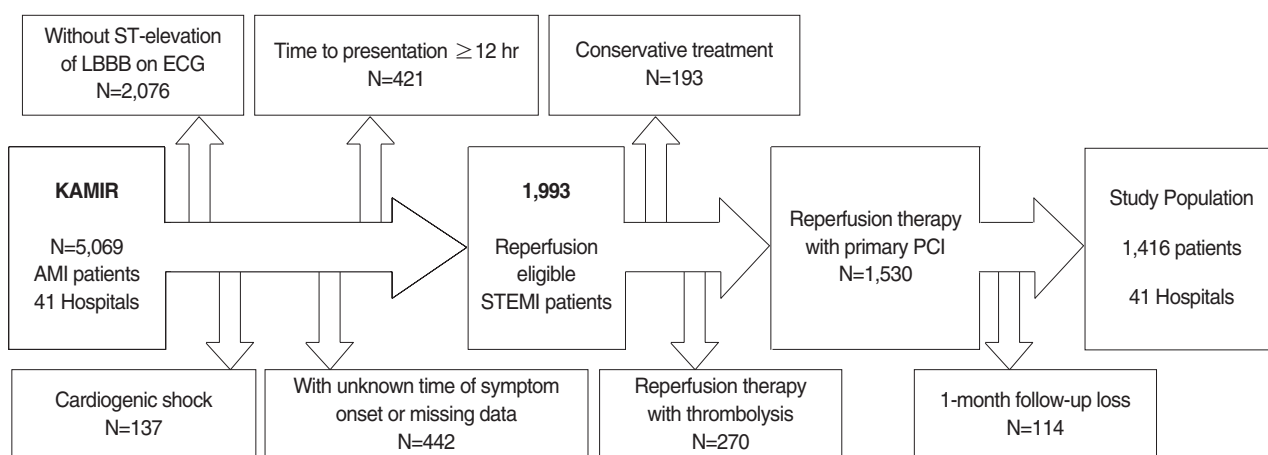 Without ST-elevation
of LBBB on ECG
N=2,076
Time to presentation ≥12 hr
N=421
Conservative treatment
N=193
KAMIR
N=5,069
AMI patients
41 Hospitals
1,993
Reperfusion
eligible
STEMI patients
Reperfusion therapy
with primary PCI
N=1,530
Study Population
1,416 patients
41 Hospitals
Cardiogenic shock
N=137
With unknown time of symptom
onset or missing data
N=442
Reperfusion therapy
with thrombolysis
N=270
1-month follow-up loss
N=114